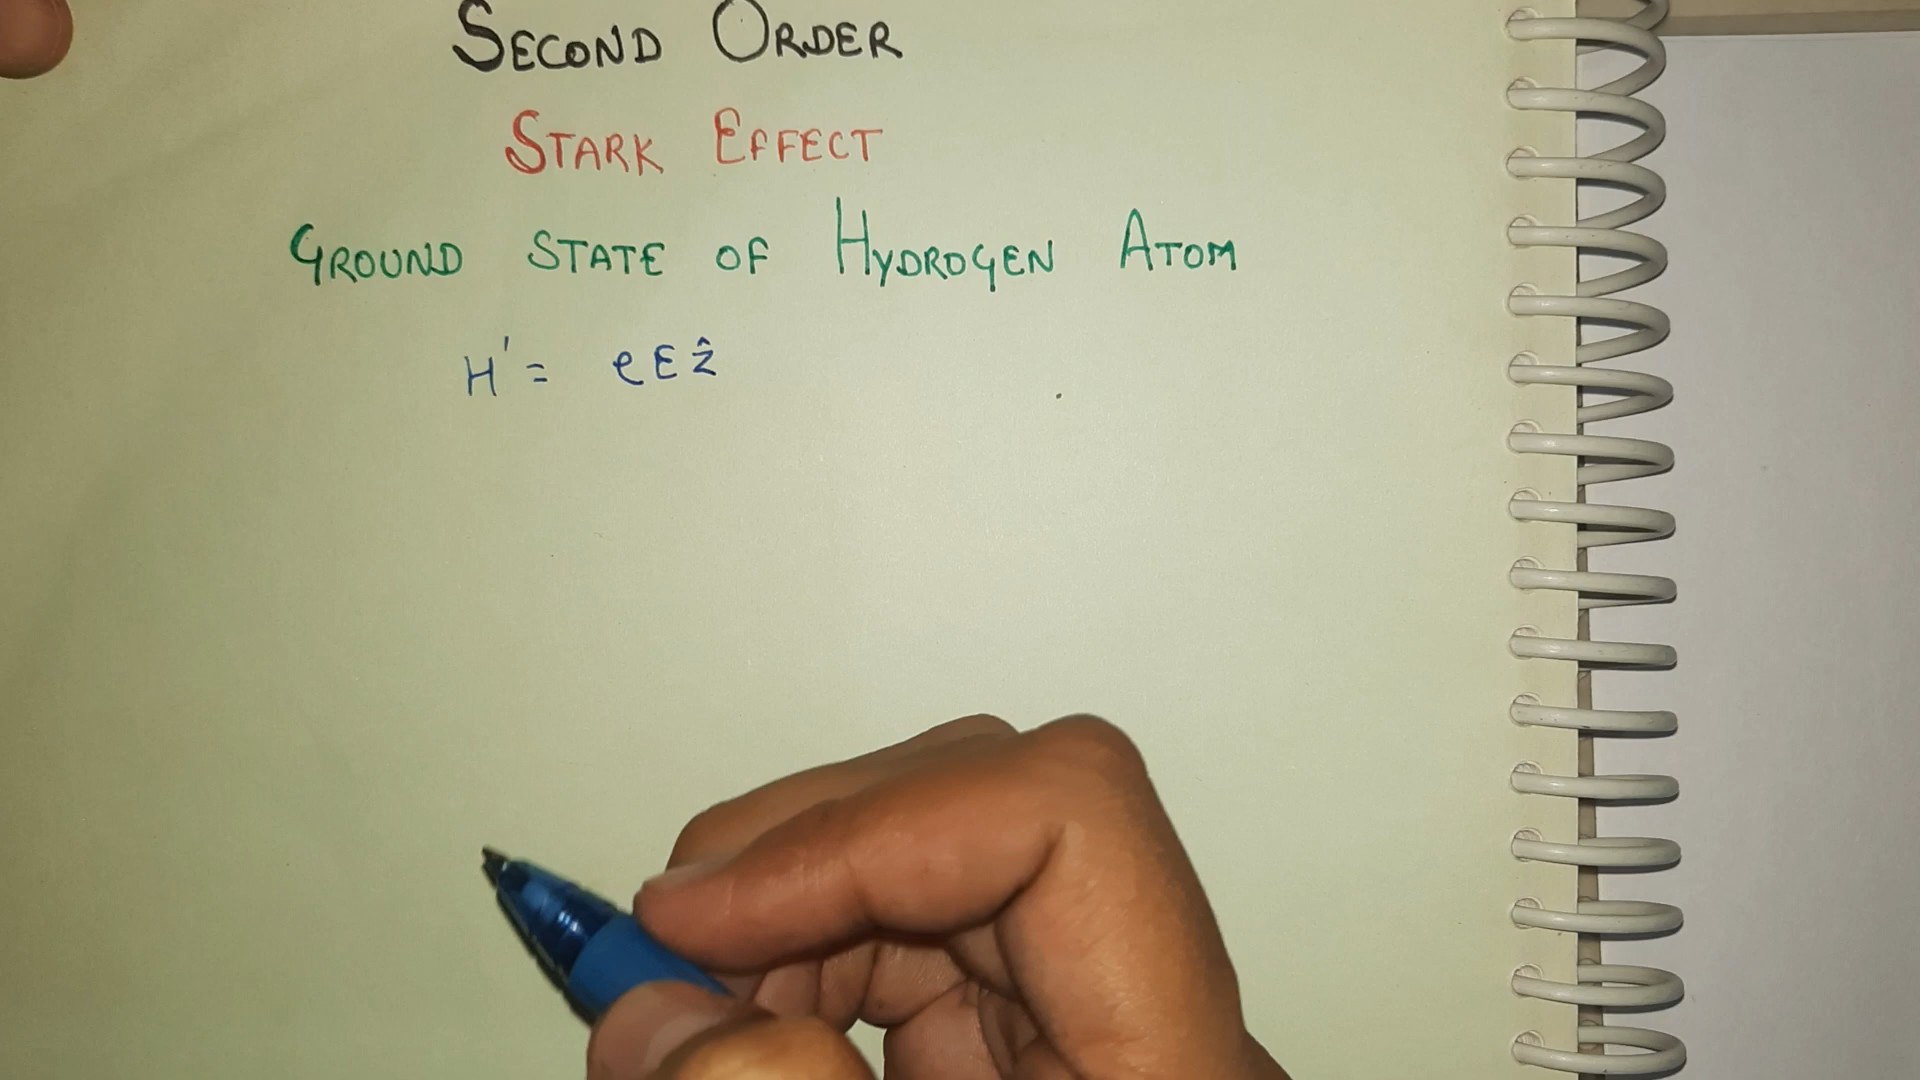 SECOND ORDER
STARK EFFECT
GROUND STATE OF HYDROGEN ATOM
H' = eEẑ